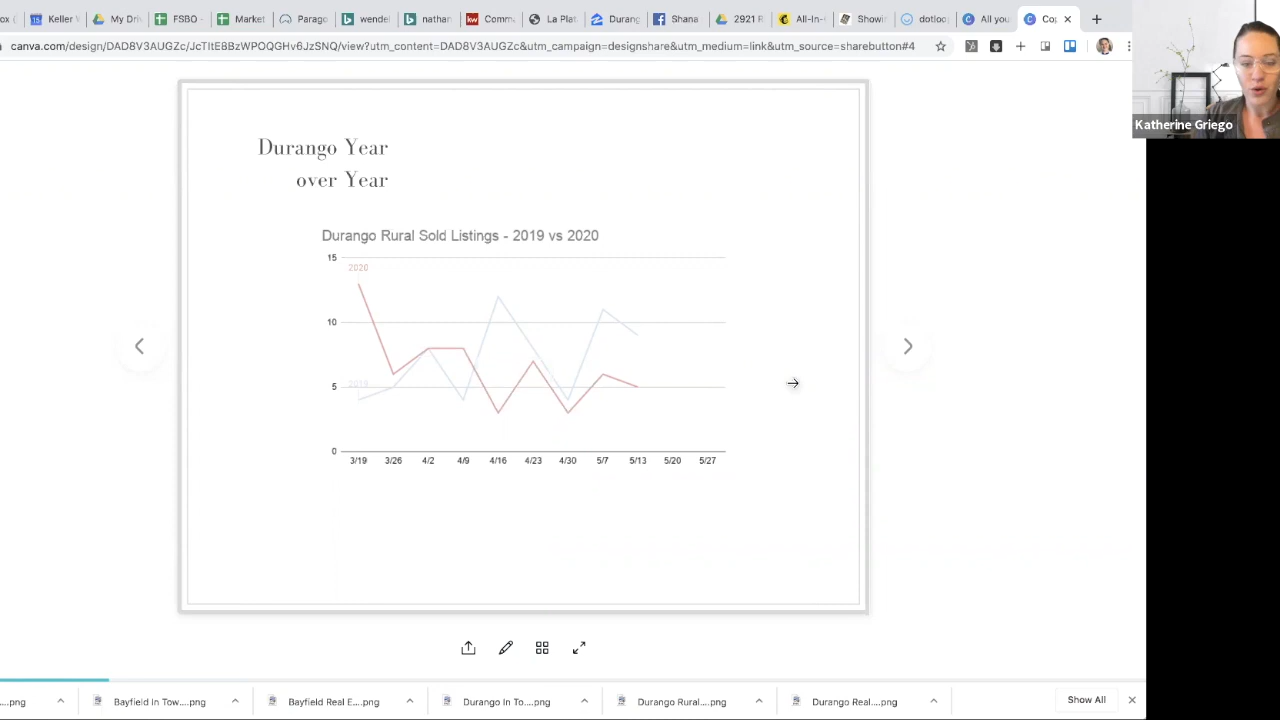 Keller
My Dri
FSBO -
Market
Parago
wendel
nathan
Comm
La Plat
Durang
Shana
2921 R
All-In-
Showi
dotloo
All you
Co
canva.com/design/DAD8V3AUGZc/JcTItEBBzWPOQGHv6JzSNQ/view?utm_content=DAD8V3AUGZc&utm_campaign=designshare&utm_medium=link&utm_source=sharebutton#4
Katherine Griego
Durango Year
over Year
Durango Rural Sold Listings - 2019 vs 2020
15
2020
10
2019
5
0
3/19 3/26 4/2 4/9 4/16 4/23 4/30 5/7 5/13 5/20 5/27
....png
Bayfield In Tow....png
Bayfield Real E....png
Durango In To....png
Durango Rural....png
Durango Real....png
Show All